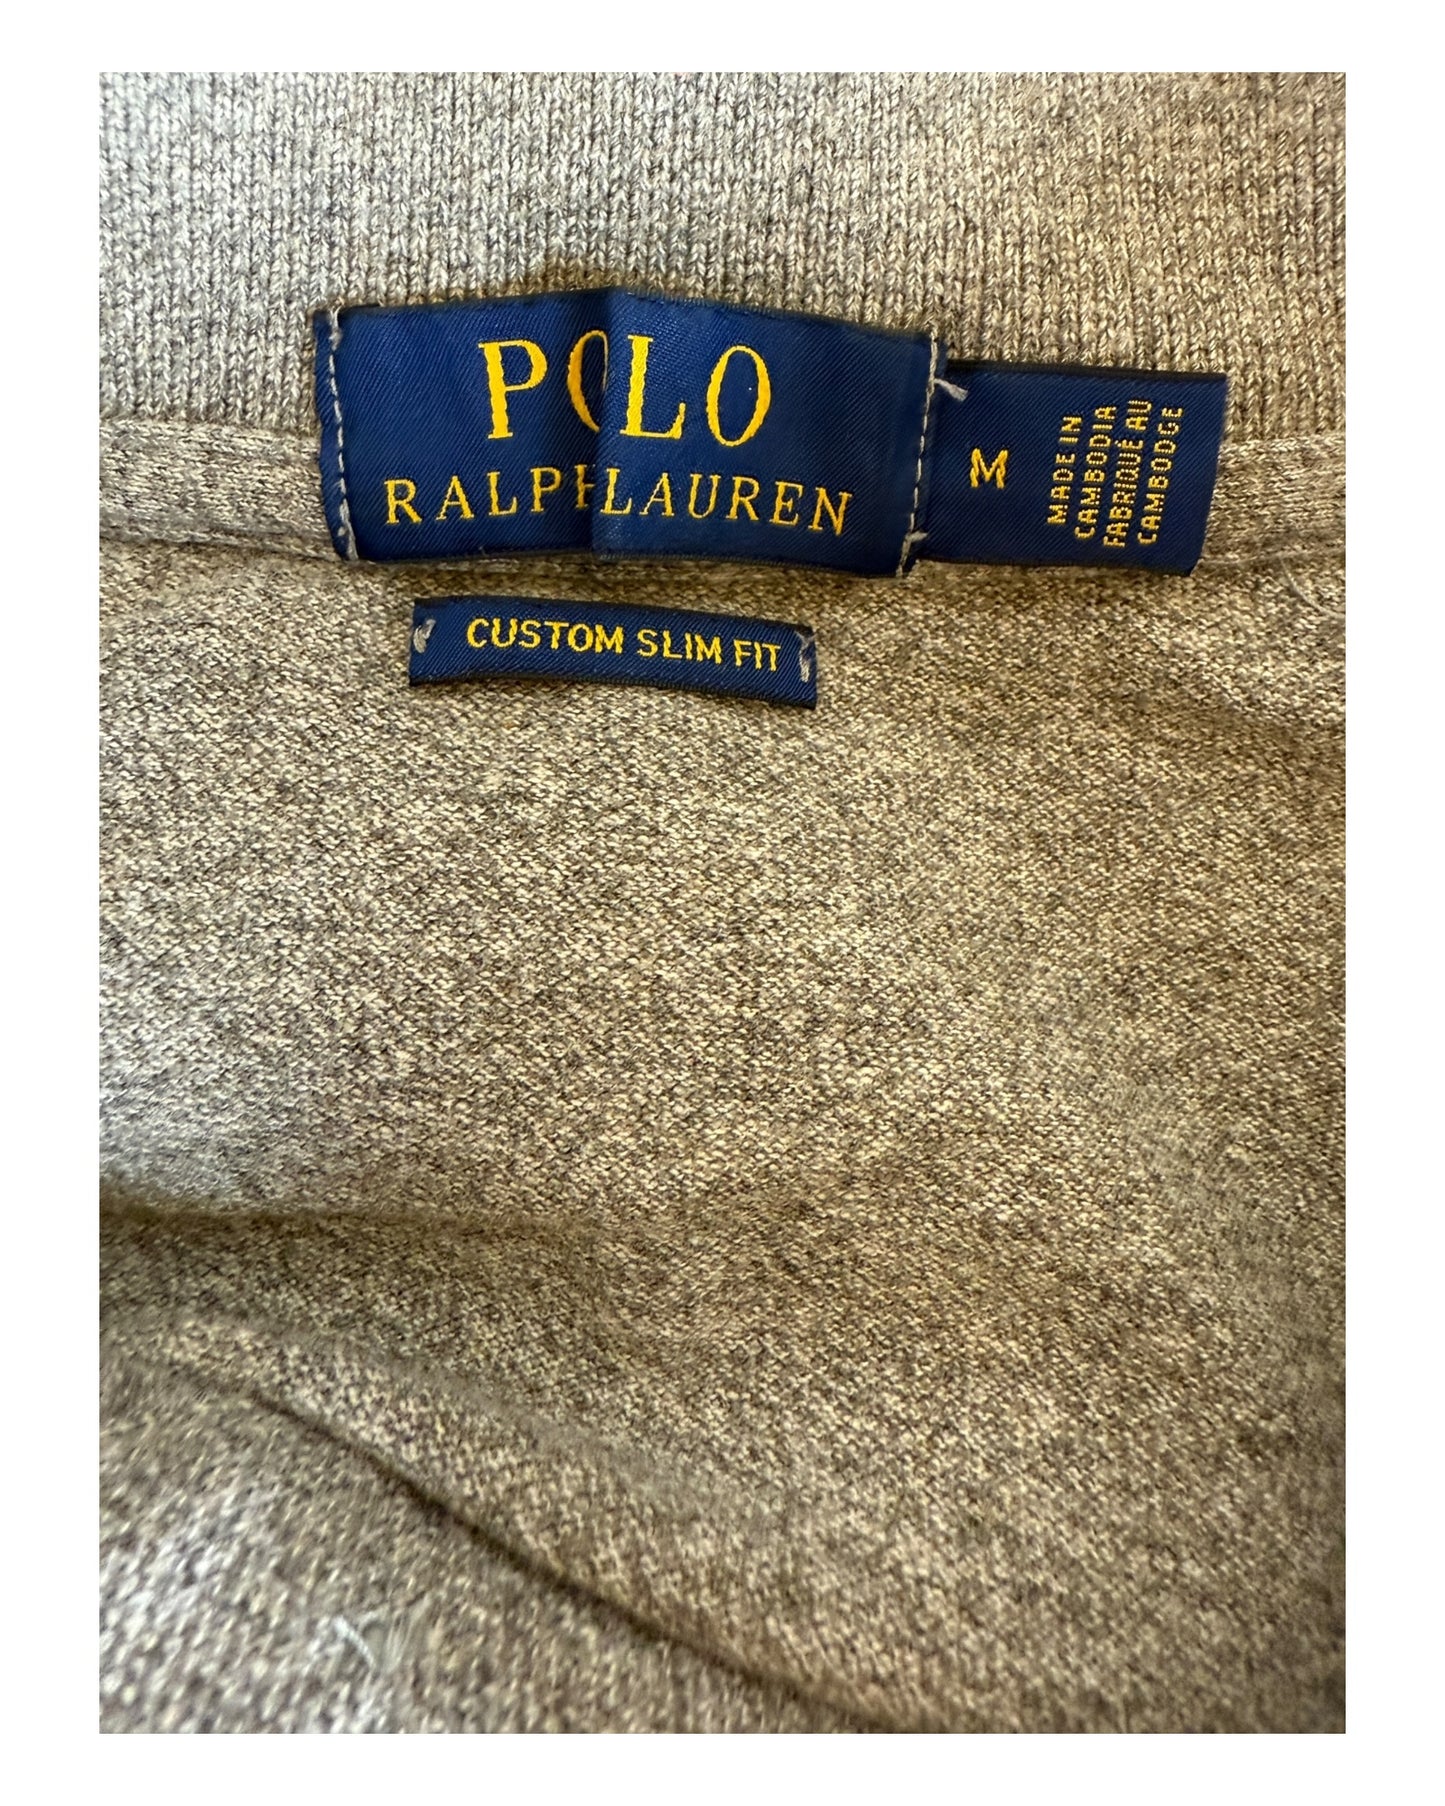 POLO
RALPH LAUREN
M
MADE IN
CAMBODIA
FABRIQUÉ AU
CAMBODGE
CUSTOM SLIM FIT